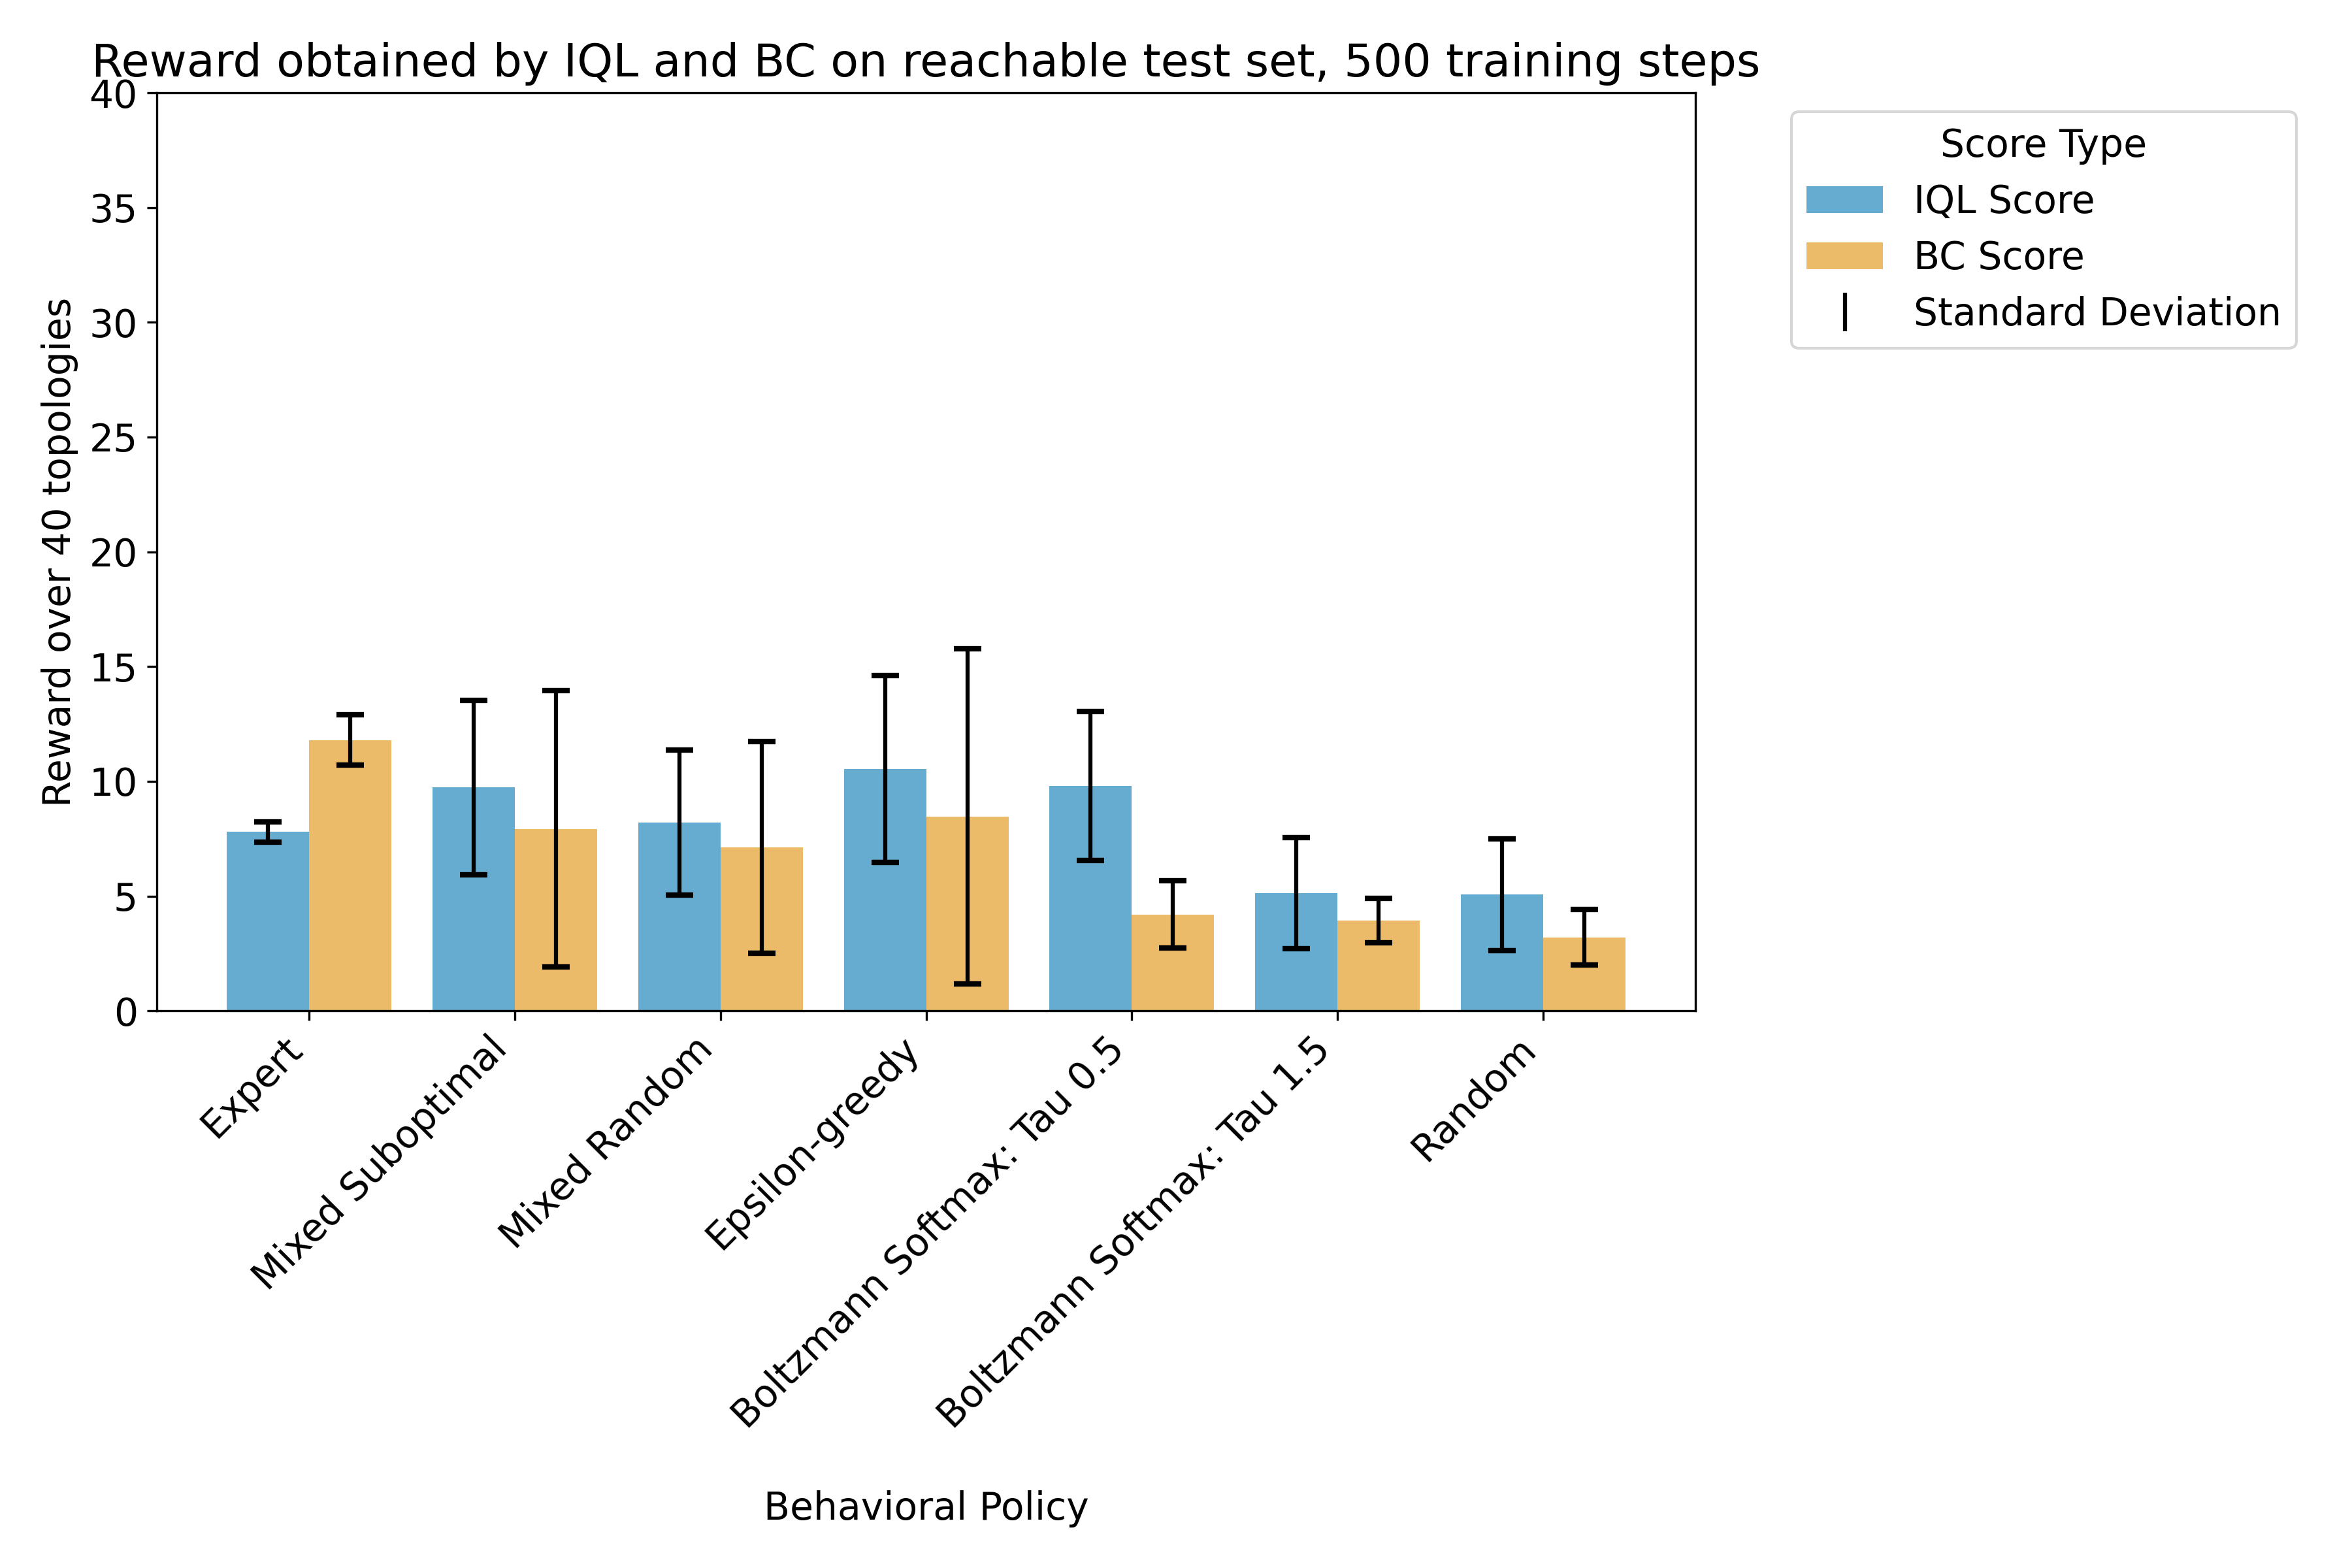 Reward obtained by IQL and BC on reachable test set, 500 training steps
Score Type
IQL Score
BC Score
Standard Deviation
Reward over 40 topologies
40
35
30
25
20
15
10
5
0
Expert
Mixed Suboptimal
Mixed Random
Epsilon-greedy
Boltzmann Softmax: Tau 0.5
Boltzmann Softmax: Tau 1.5
Random
Behavioral Policy